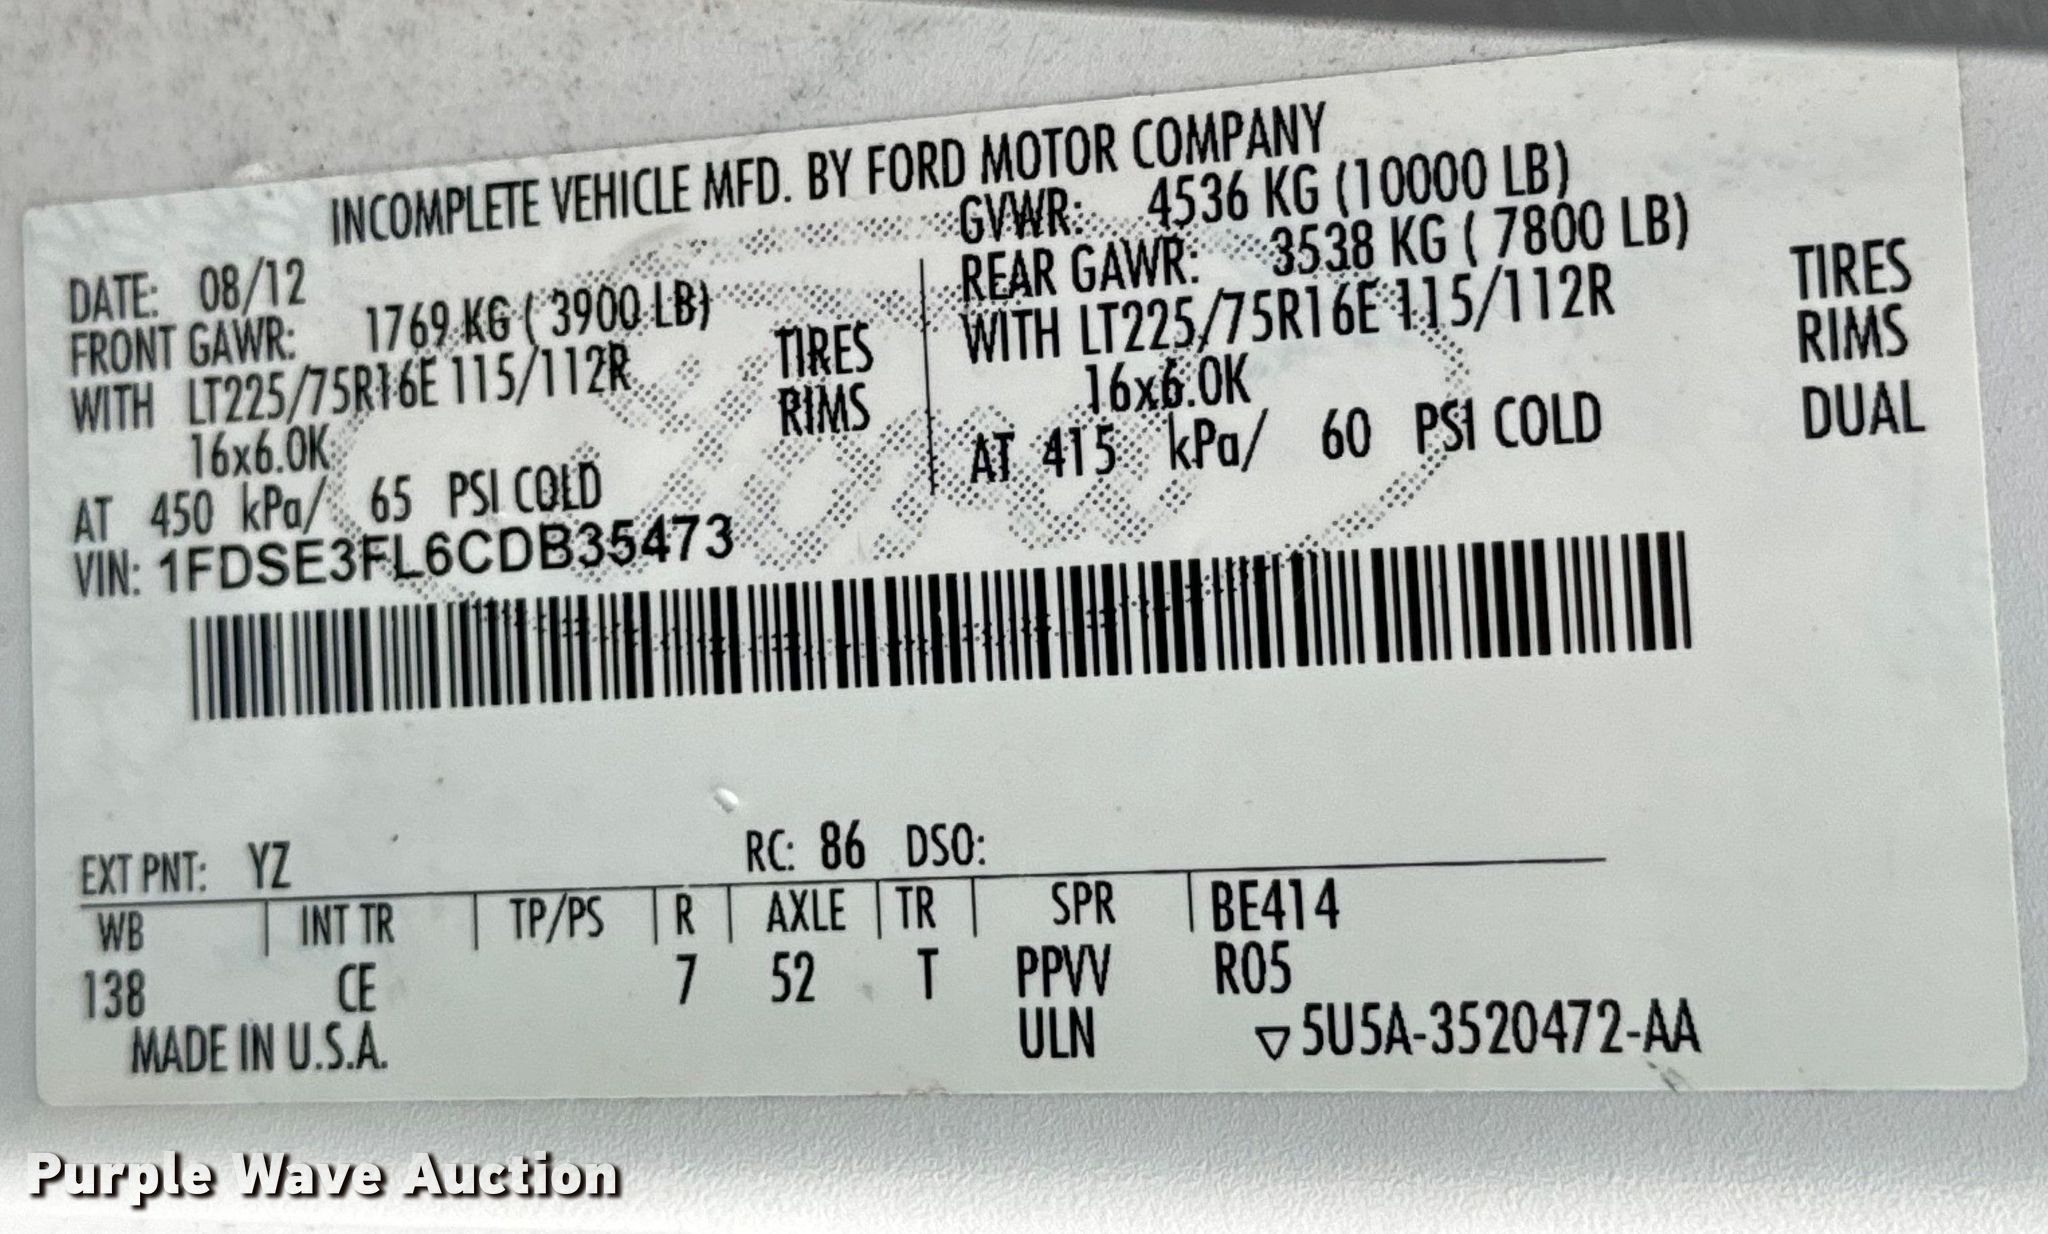 INCOMPLETE VEHICLE MFD. BY FORD MOTOR COMPANY
DATE: 08/12
FRONT GAWR: 1769 KG ( 3900 LB)
WITH LT225/75R16E 115/112R TIRES
16x6.0K RIMS
AT 450 kPa/ 65 PSI COLD
GVWR: 4536 KG (10000 LB)
REAR GAWR: 3538 KG ( 7800 LB)
WITH LT225/75R16E 115/112R TIRES
16x6.0K RIMS
AT 415 kPa/ 60 PSI COLD DUAL
VIN: 1FDSE3FL6CDB35473
EXT PNT: YZ RC: 86 DSO:
WB | INT TR | TP/PS | R | AXLE | TR | SPR | BE414
138 CE 7 52 T PPVV R05
MADE IN U.S.A. ULN ▽5U5A-3520472-AA
Purple Wave Auction